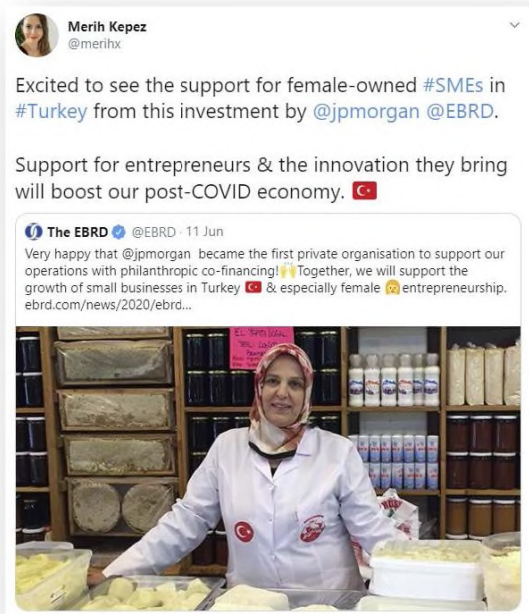 Merih Kepez
@merihx
Excited to see the support for female-owned #SMEs in
#Turkey from this investment by @jpmorgan @EBRD.
Support for entrepreneurs & the innovation they bring
will boost our post-COVID economy. 🇹🇷
The EBRD @EBRD · 11 Jun
Very happy that @jpmorgan became the first private organisation to support our
operations with philanthropic co-financing!🙌Together, we will support the
growth of small businesses in Turkey 🇹🇷 & especially female 👩entrepreneurship.
ebrd.com/news/2020/ebrd...